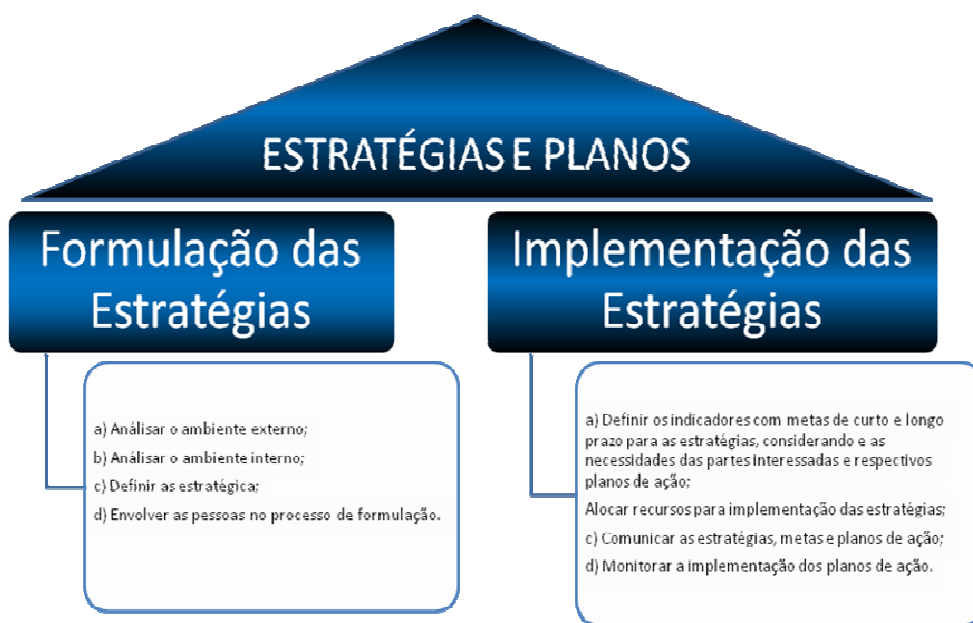 ESTRATÉGIAS E PLANOS
Formulação das
Estratégias
a) Análisar o ambiente externo;
b) Análisar o ambiente interno;
c) Definir as estratégica;
d) Envolver as pessoas no processo de formulação.
Implementação das
Estratégias
a) Definir os indicadores com metas de curto e longo
prazo para as estratégias, considerando e as
necessidades das partes interessadas e respectivos
planos de ação;
Alocar recursos para implementação das estratégias;
c) Comunicar as estratégias, metas e planos de ação;
d) Monitorar a implementação dos planos de ação.